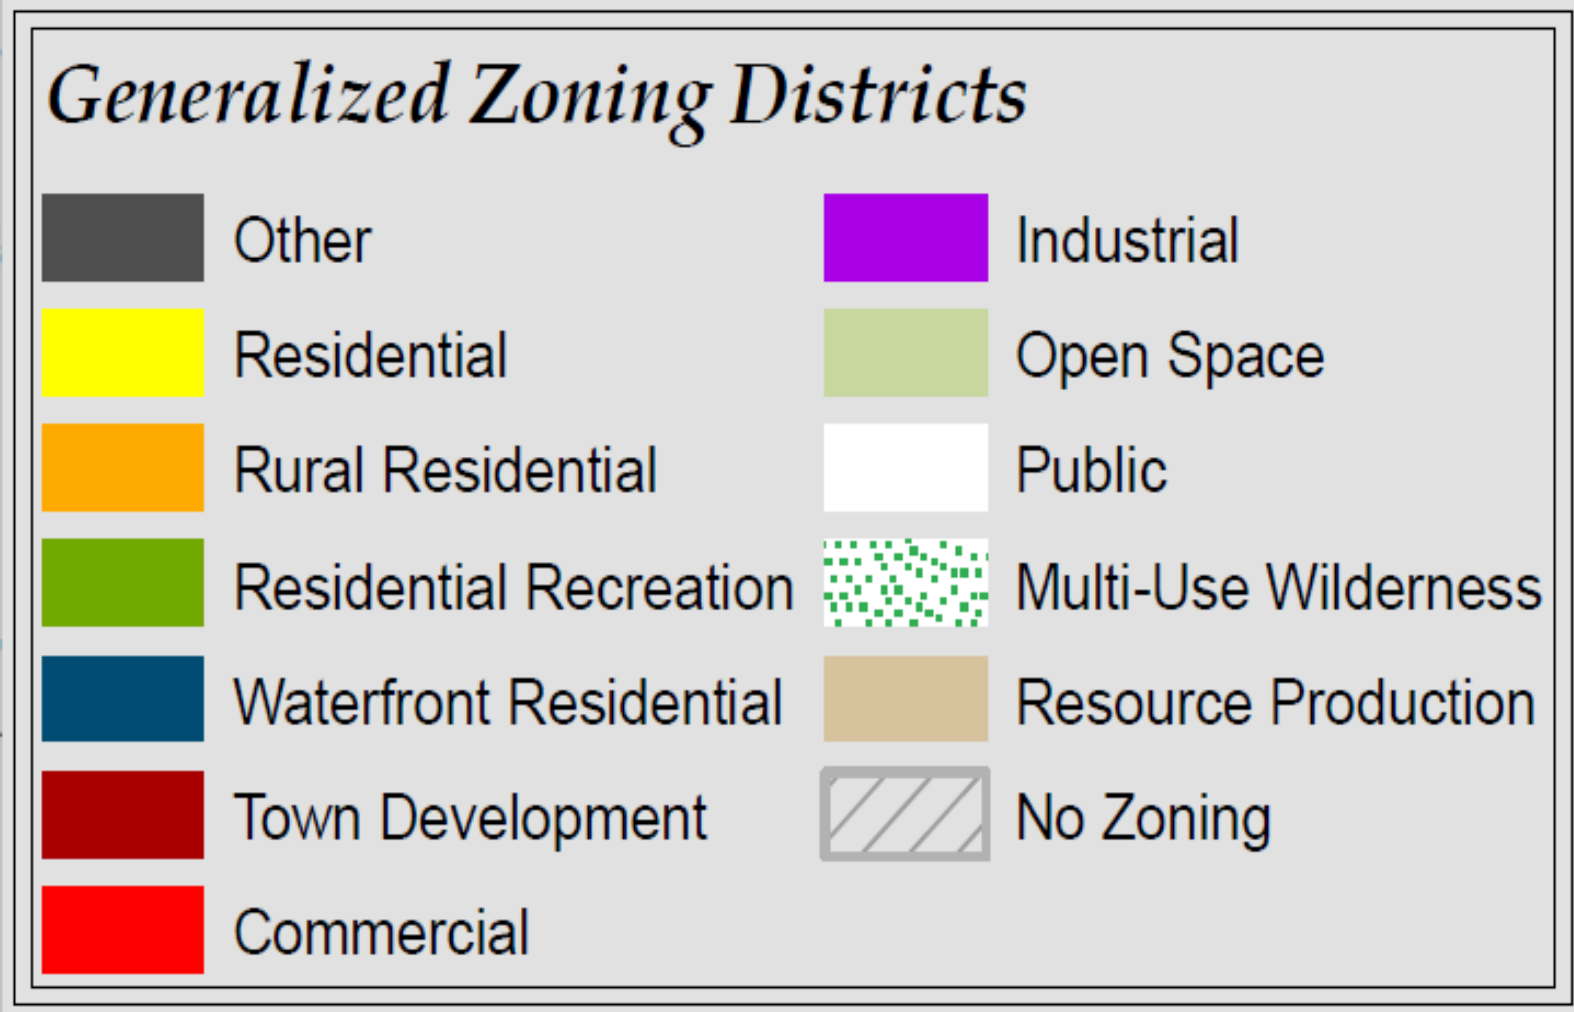 Generalized Zoning Districts
Other
Residential
Rural Residential
Residential Recreation
Waterfront Residential
Town Development
Commercial
Industrial
Open Space
Public
Multi-Use Wilderness
Resource Production
No Zoning